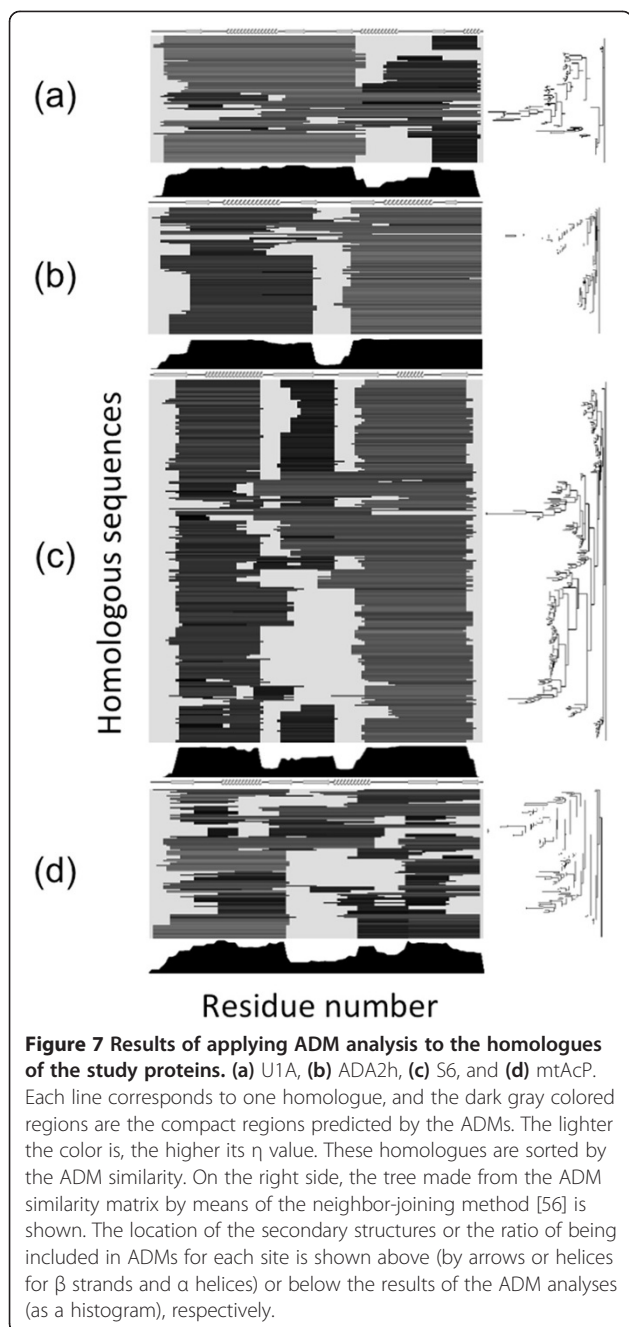 (a)
(b)
(c)
(d)
Homologous sequences
Residue number
Figure 7 Results of applying ADM analysis to the homologues
of the study proteins. (a) U1A, (b) ADA2h, (c) S6, and (d) mtAcP.
Each line corresponds to one homologue, and the dark gray colored
regions are the compact regions predicted by the ADMs. The lighter
the color is, the higher its η value. These homologues are sorted by
the ADM similarity. On the right side, the tree made from the ADM
similarity matrix by means of the neighbor-joining method [56] is
shown. The location of the secondary structures or the ratio of being
included in ADMs for each site is shown above (by arrows or helices
for β strands and α helices) or below the results of the ADM analyses
(as a histogram), respectively.